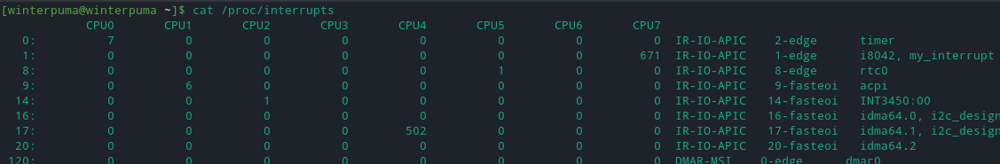 [winterpuma@winterpuma ~]$ cat /proc/interrupts
CPU0 CPU1 CPU2 CPU3 CPU4 CPU5 CPU6 CPU7
0: 7 0 0 0 0 0 0 0 IR-IO-APIC 2-edge timer
1: 0 0 0 0 0 0 0 671 IR-IO-APIC 1-edge i8042, my_interrupt
8: 0 0 0 0 0 1 0 0 IR-IO-APIC 8-edge rtc0
9: 0 6 0 0 0 0 0 0 IR-IO-APIC 9-fasteoi acpi
14: 0 0 1 0 0 0 0 0 IR-IO-APIC 14-fasteoi INT3450:00
16: 0 0 0 0 0 0 0 0 IR-IO-APIC 16-fasteoi idma64.0, i2c_design
17: 0 0 0 0 502 0 0 0 IR-IO-APIC 17-fasteoi idma64.1, i2c_design
20: 0 0 0 0 0 0 0 0 IR-IO-APIC 20-fasteoi idma64.2
120: 0 0 0 0 0 0 0 0 DMAR-MSI 0-edge dmar0